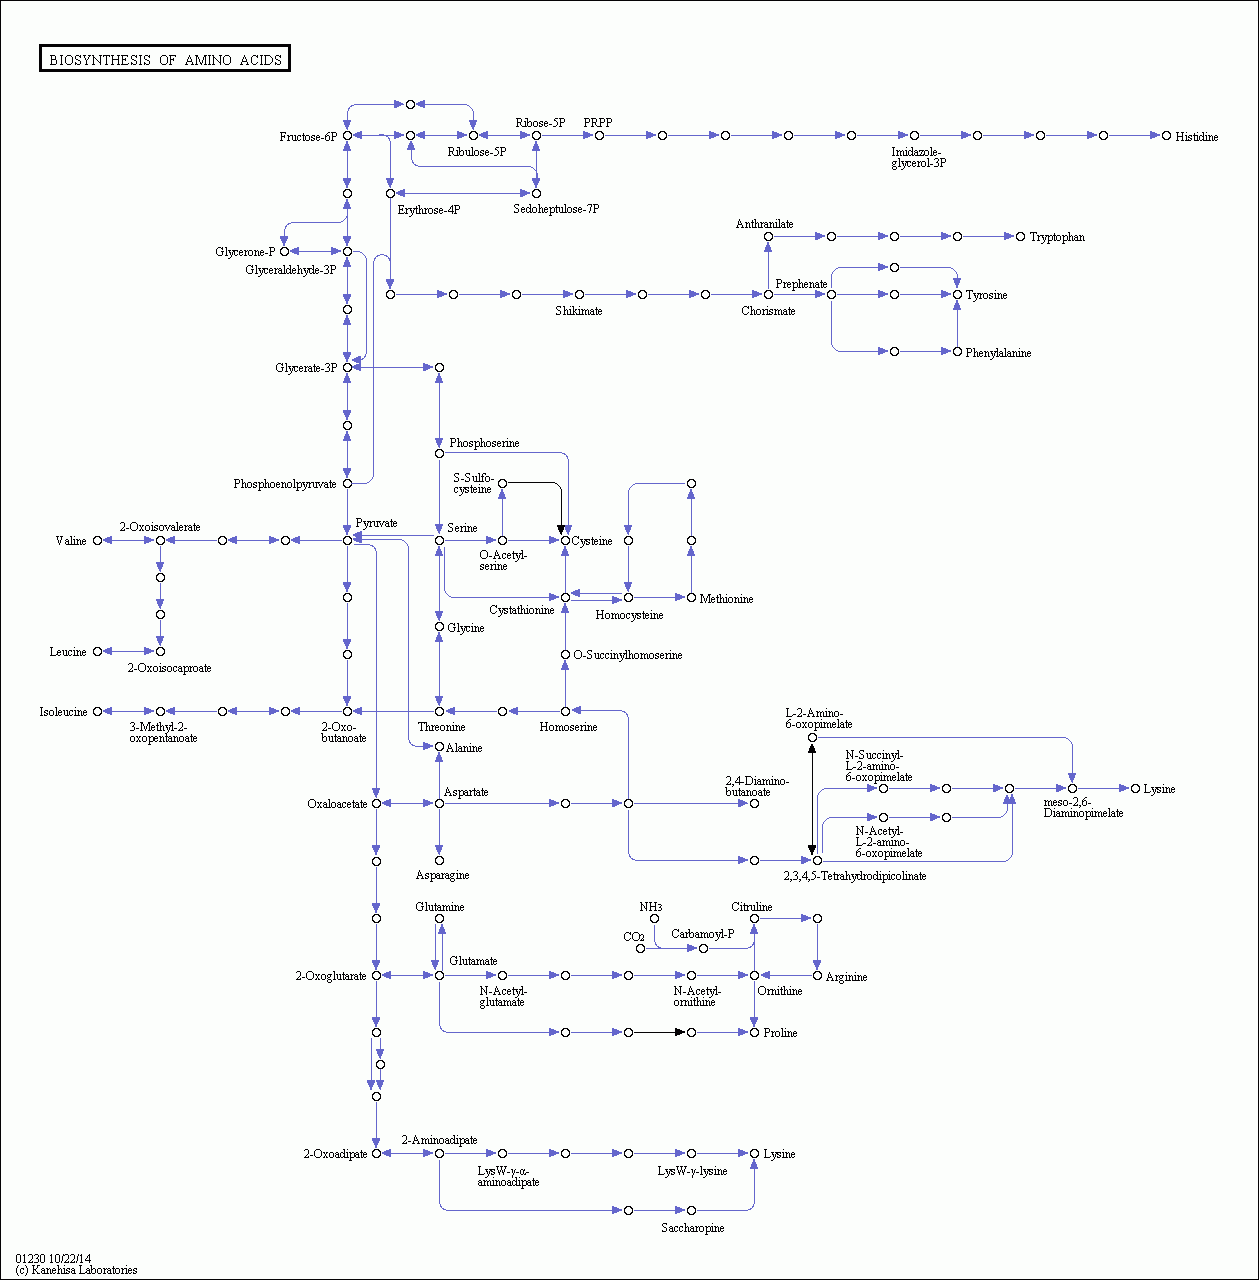 BIOSYNTHESIS OF AMINO ACIDS
Fructose-6P
Ribulose-5P
Ribose-5P
PRPP
Imidazole-
glycerol-3P
Histidine
Erythrose-4P
Sedoheptulose-7P
Glycerone-P
Glyceraldehyde-3P
Anthranilate
Tryptophan
Shikimate
Chorismate
Prephenate
Tyrosine
Phenylalanine
Glycerate-3P
Phosphoserine
Phosphoenolpyruvate
S-Sulfo-
cysteine
Valine
2-Oxoisovalerate
Pyruvate
Serine
O-Acetyl-
serine
Cysteine
Cystathionine
Homocysteine
Methionine
Glycine
Leucine
2-Oxoisocaproate
O-Succinylhomoserine
Isoleucine
3-Methyl-2-
oxopentanoate
2-Oxo-
butanoate
Threonine
Homoserine
Alanine
L-2-Amino-
6-oxopimelate
N-Succinyl-
L-2-amino-
6-oxopimelate
Oxaloacetate
Aspartate
2,4-Diamino-
butanoate
Lysine
meso-2,6-
Diaminopimelate
N-Acetyl-
L-2-amino-
6-oxopimelate
Asparagine
2,3,4,5-Tetrahydrodipicolinate
Glutamine
NH3
Citruline
CO2
Carbamoyl-P
2-Oxoglutarate
Glutamate
N-Acetyl-
glutamate
N-Acetyl-
ornithine
Ornithine
Arginine
Proline
2-Oxoadipate
2-Aminoadipate
LysW-γ-α-
aminoadipate
LysW-γ-lysine
Lysine
Saccharopine
01230 10/22/14
(c) Kanehisa Laboratories